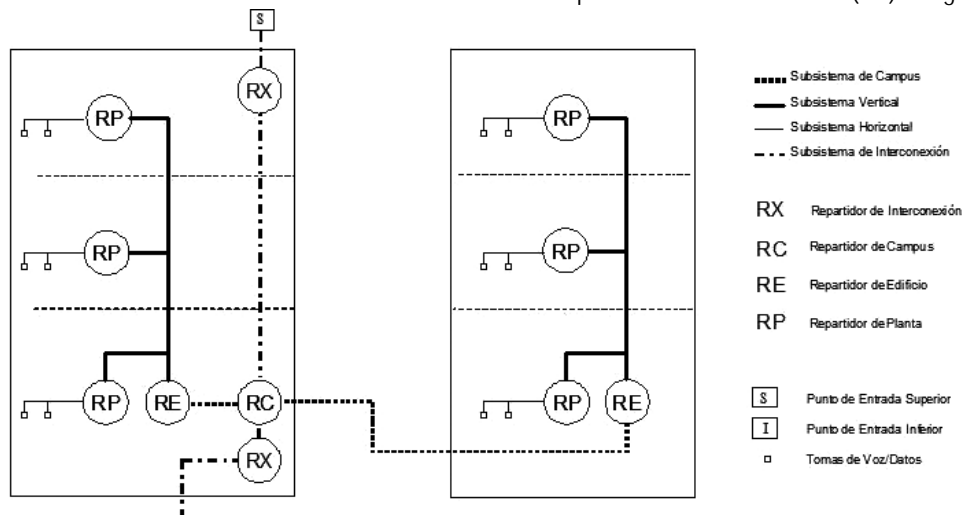 S
RX
RP
RP
RP
RP
RP
RE
RC
RP
RE
RX
Subsistema de Campus
Subsistema Vertical
Subsistema Horizontal
Subsistema de Interconexión
RX Repartidor de Interconexión
RC Repartidor de Campus
RE Repartidor de Edificio
RP Repartidor de Planta
S Punto de Entrada Superior
I Punto de Entrada Inferior
Tomas de Voz/Datos